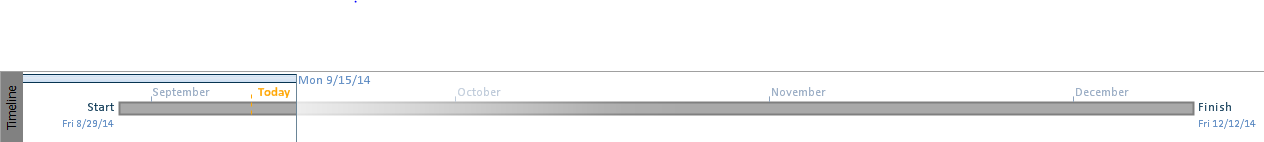 Timeline
Mon 9/15/14
September Today October November December
Start Finish
Fri 8/29/14 Fri 12/12/14